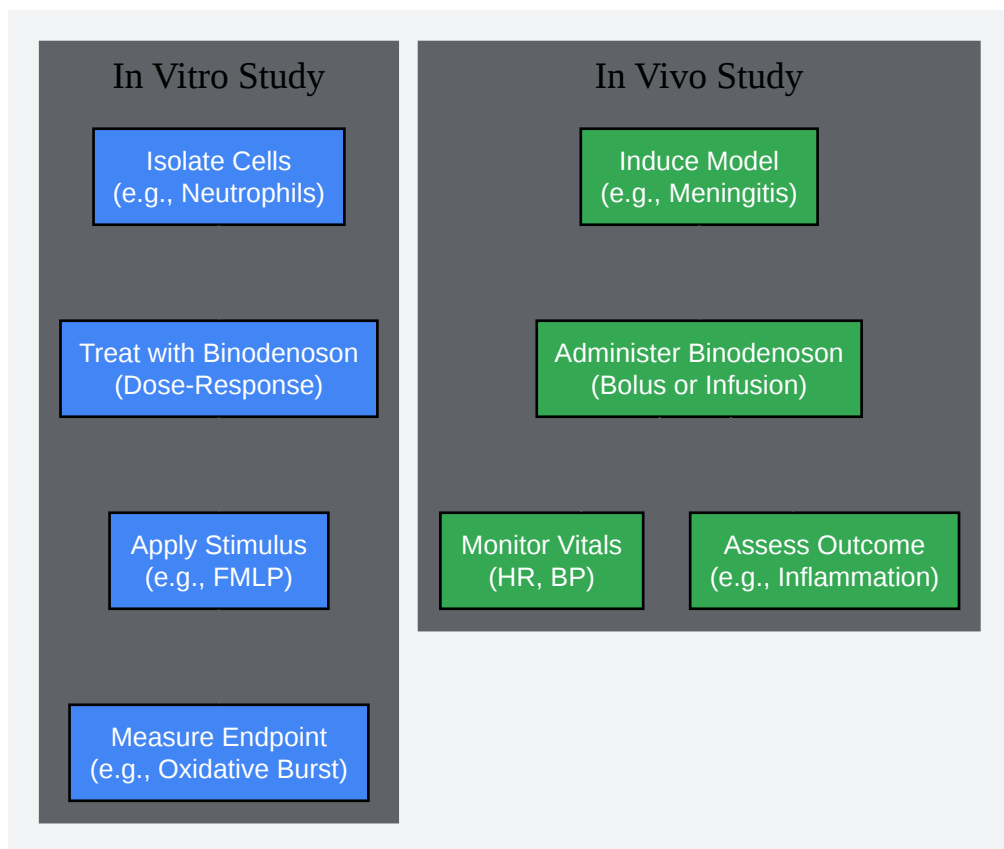 In Vitro Study
Isolate Cells
(e.g., Neutrophils)
Treat with Binodenoson
(Dose-Response)
Apply Stimulus
(e.g., FMLP)
Measure Endpoint
(e.g., Oxidative Burst)
In Vivo Study
Induce Model
(e.g., Meningitis)
Administer Binodenoson
(Bolus or Infusion)
Monitor Vitals
(HR, BP)
Assess Outcome
(e.g., Inflammation)